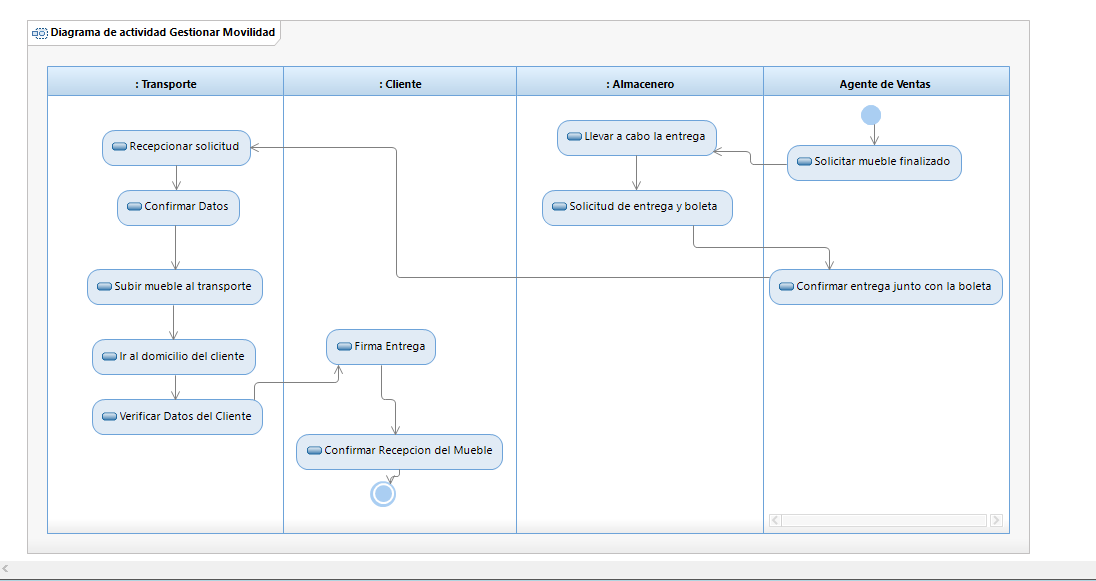 Diagrama de actividad Gestionar Movilidad
: Transporte
: Cliente
: Almacenero
Agente de Ventas
Recepcionar solicitud
Llevar a cabo la entrega
Solicitar mueble finalizado
Confirmar Datos
Solicitud de entrega y boleta
Subir mueble al transporte
Confirmar entrega junto con la boleta
Ir al domicilio del cliente
Firma Entrega
Verificar Datos del Cliente
Confirmar Recepcion del Mueble